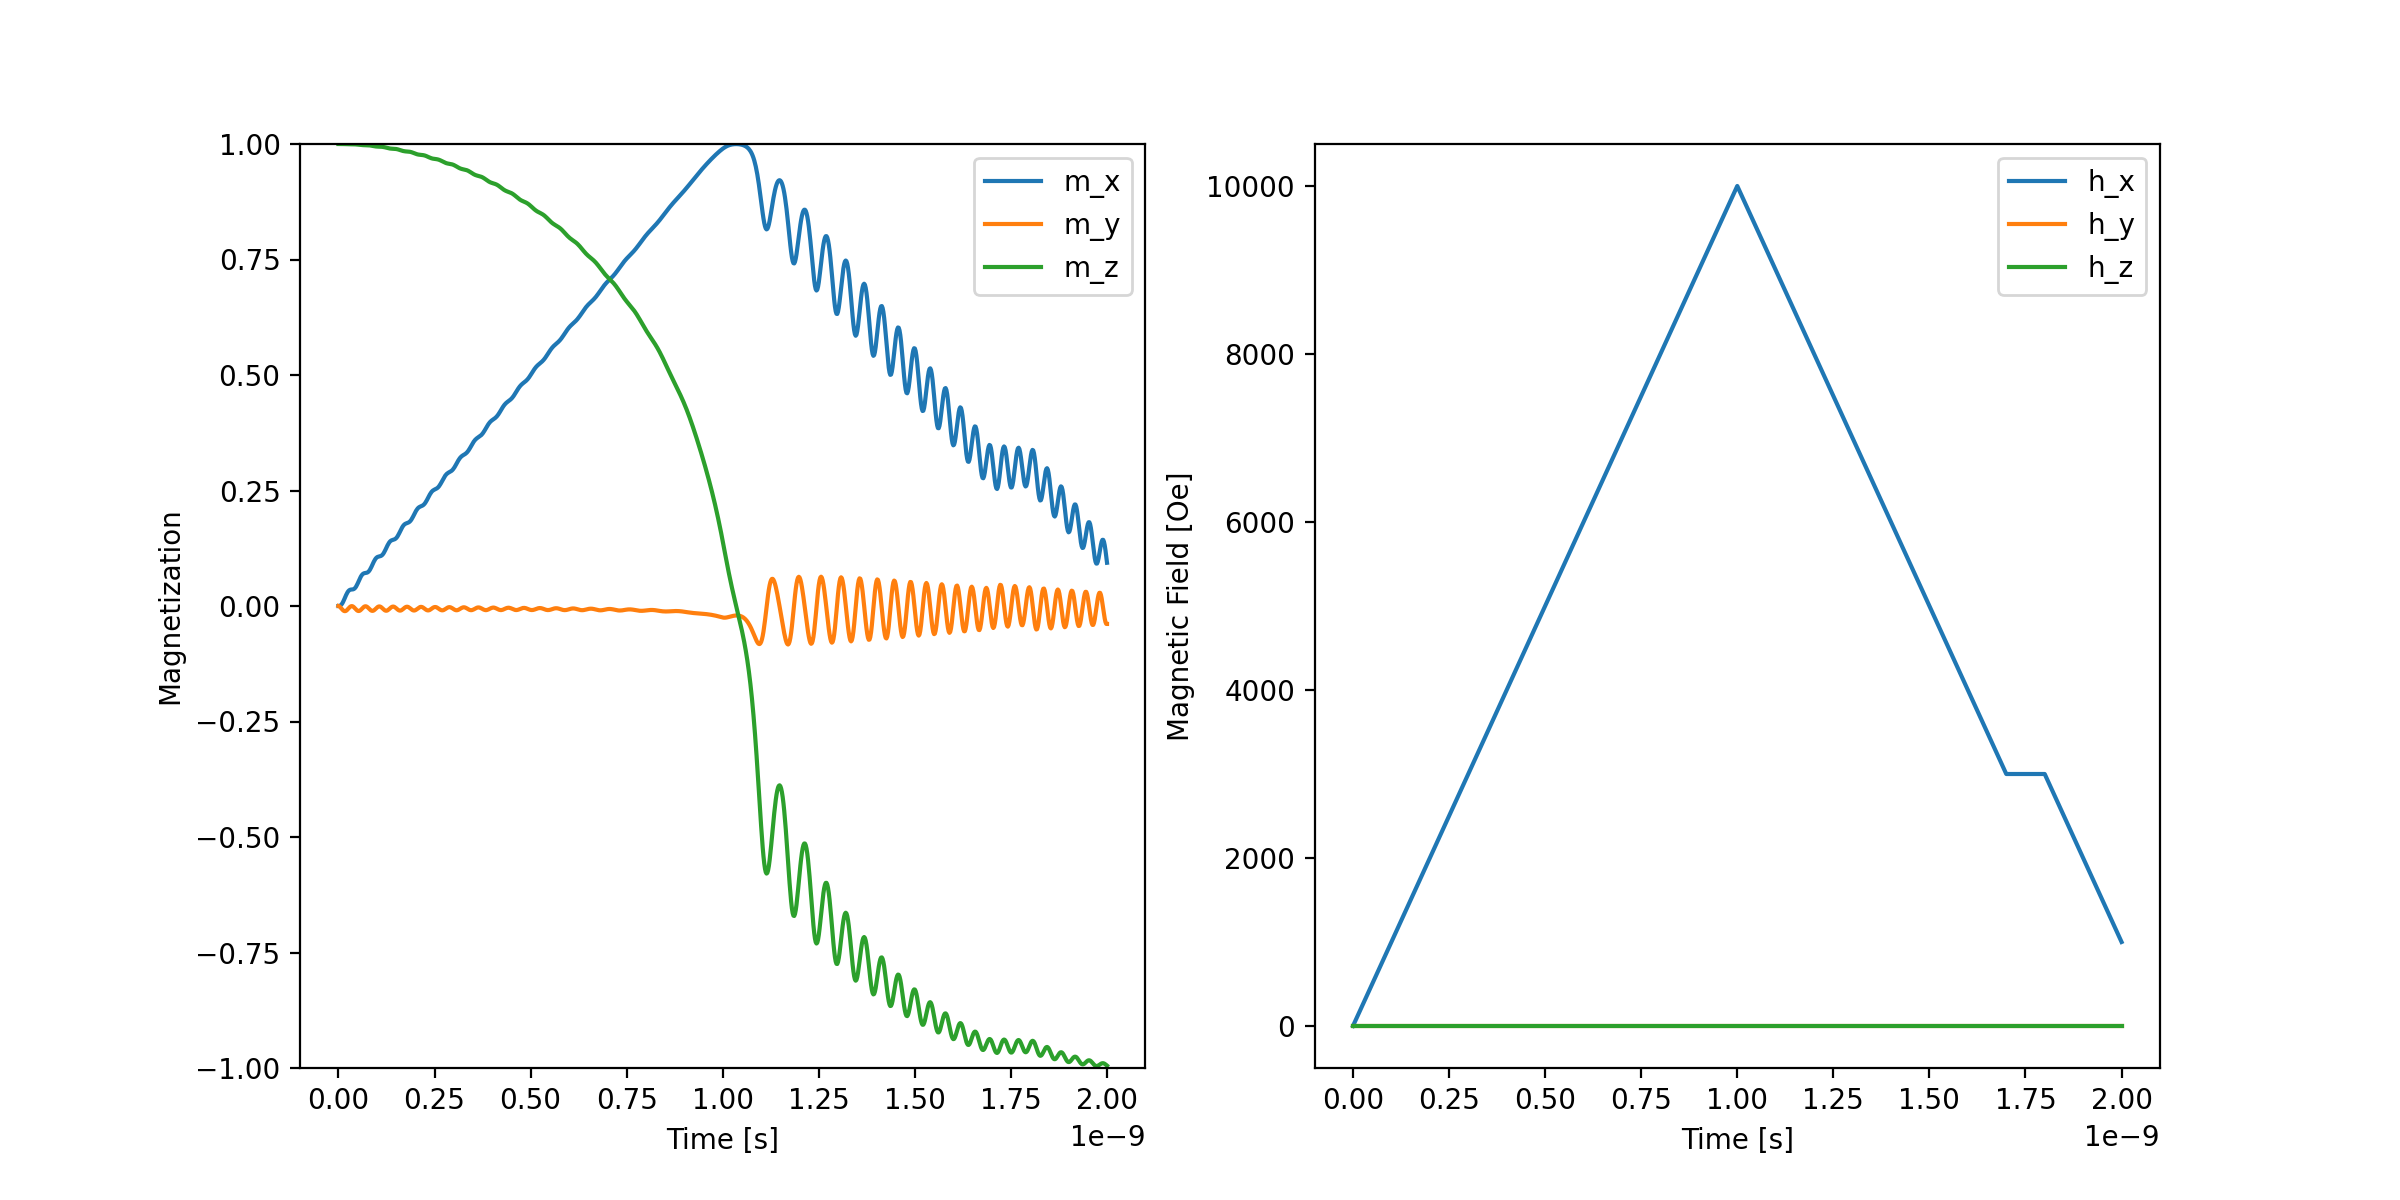 1.00
0.75
0.50
0.25
0.00
−0.25
−0.50
−0.75
−1.00
Magnetization
m_x
m_y
m_z
0.00 0.25 0.50 0.75 1.00 1.25 1.50 1.75 2.00
Time [s]
1e−9
10000
8000
6000
4000
2000
0
Magnetic Field [Oe]
h_x
h_y
h_z
0.00 0.25 0.50 0.75 1.00 1.25 1.50 1.75 2.00
Time [s]
1e−9